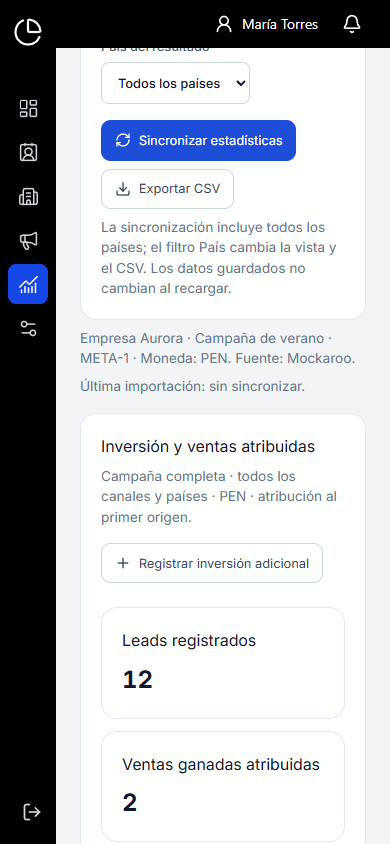 María Torres
País del resultado
Todos los países
Sincronizar estadísticas
Exportar CSV
La sincronización incluye todos los
países; el filtro País cambia la vista y
el CSV. Los datos guardados no
cambian al recargar.
Empresa Aurora · Campaña de verano ·
META-1 · Moneda: PEN. Fuente: Mockaroo.
Última importación: sin sincronizar.
Inversión y ventas atribuidas
Campaña completa · todos los
canales y países · PEN · atribución al
primer origen.
Registrar inversión adicional
Leads registrados
12
Ventas ganadas atribuidas
2